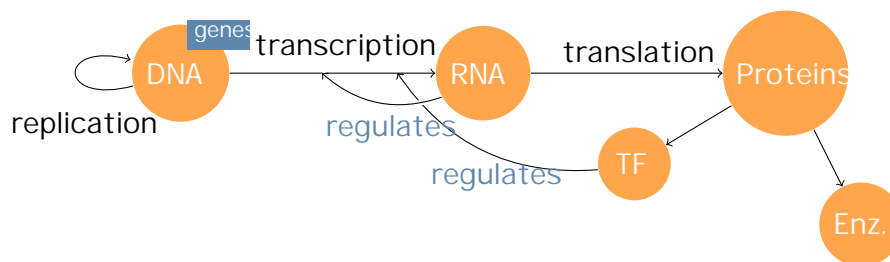 genes
transcription
translation
DNA
RNA
Proteins
replication
regulates
TF
regulates
Enz.